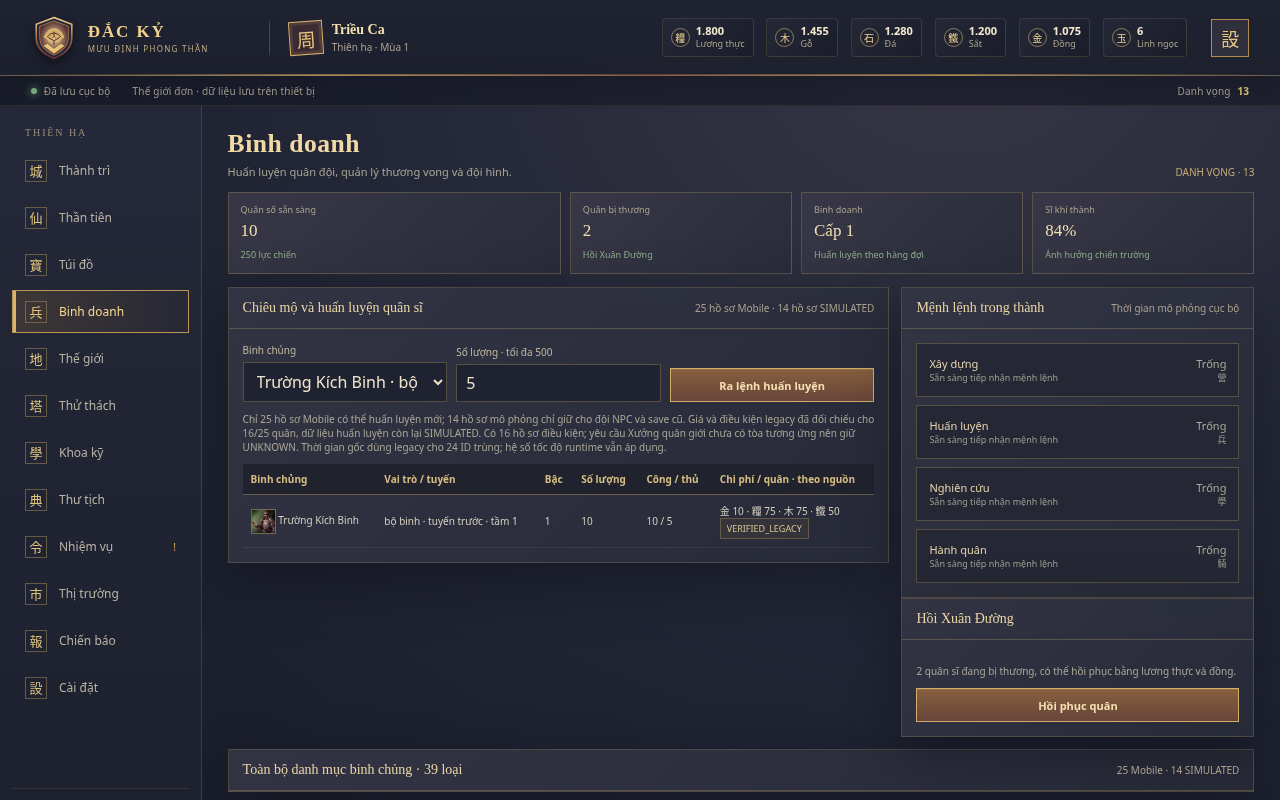 ĐẮC KỶ
MƯU ĐỊNH PHONG THẦN
周
Triều Ca
Thiên hạ · Mùa 1
糧 1.800 Lương thực
木 1.455 Gỗ
石 1.280 Đá
鐵 1.200 Sắt
金 1.075 Đồng
玉 6 Linh ngọc
設
Đã lưu cục bộ
Thế giới đơn · dữ liệu lưu trên thiết bị
Danh vọng 13
THIÊN HẠ
城 Thành trì
仙 Thần tiên
寶 Túi đồ
兵 Binh doanh
地 Thế giới
塔 Thử thách
學 Khoa kỹ
典 Thư tịch
令 Nhiệm vụ !
市 Thị trường
報 Chiến báo
設 Cài đặt
Binh doanh
Huấn luyện quân đội, quản lý thương vong và đội hình.
DANH VỌNG · 13
Quân số sẵn sàng
10
250 lực chiến
Quân bị thương
2
Hồi Xuân Đường
Binh doanh
Cấp 1
Huấn luyện theo hàng đợi
Sĩ khí thành
84%
Ảnh hưởng chiến trường
Chiêu mộ và huấn luyện quân sĩ
25 hồ sơ Mobile · 14 hồ sơ SIMULATED
Binh chủng
Trường Kích Binh · bộ
Số lượng · tối đa 500
5
Ra lệnh huấn luyện
Chỉ 25 hồ sơ Mobile có thể huấn luyện mới; 14 hồ sơ mô phỏng chỉ giữ cho đội NPC và save cũ. Giá và điều kiện legacy đã đối chiếu cho
16/25 quân, dữ liệu huấn luyện còn lại SIMULATED. Có 16 hồ sơ điều kiện; yêu cầu Xưởng quân giới chưa có tòa tương ứng nên giữ
UNKNOWN. Thời gian gốc dùng legacy cho 24 ID trùng; hệ số tốc độ runtime vẫn áp dụng.
Binh chủng Vai trò / tuyến Bậc Số lượng Công / thủ Chi phí / quân · theo nguồn
Trường Kích Binh bộ binh · tuyến trước · tầm 1 1 10 10 / 5 金 10 · 糧 75 · 木 75 · 鐵 50
VERIFIED_LEGACY
Mệnh lệnh trong thành
Thời gian mô phỏng cục bộ
Xây dựng Trống
Sẵn sàng tiếp nhận mệnh lệnh 營
Huấn luyện Trống
Sẵn sàng tiếp nhận mệnh lệnh 兵
Nghiên cứu Trống
Sẵn sàng tiếp nhận mệnh lệnh 學
Hành quân Trống
Sẵn sàng tiếp nhận mệnh lệnh 騎
Hồi Xuân Đường
2 quân sĩ đang bị thương, có thể hồi phục bằng lương thực và đồng.
Hồi phục quân
Toàn bộ danh mục binh chủng · 39 loại
25 Mobile · 14 SIMULATED